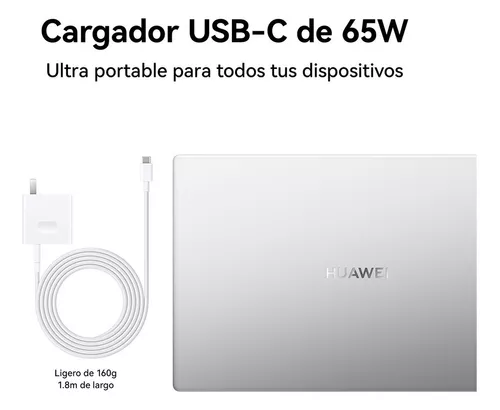 Cargador USB-C de 65W
Ultra portable para todos tus dispositivos
HUAWEI
Ligero de 160g
1.8m de largo